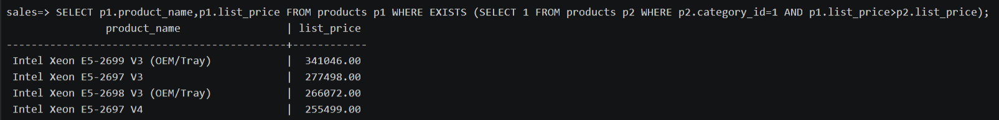 sales=> SELECT p1.product_name,p1.list_price FROM products p1 WHERE EXISTS (SELECT 1 FROM products p2 WHERE p2.category_id=1 AND p1.list_price>p2.list_price);
                product_name                 | list_price
---------------------------------------------+------------
 Intel Xeon E5-2699 V3 (OEM/Tray)            |  341046.00
 Intel Xeon E5-2697 V3                       |  277498.00
 Intel Xeon E5-2698 V3 (OEM/Tray)            |  266072.00
 Intel Xeon E5-2697 V4                       |  255499.00